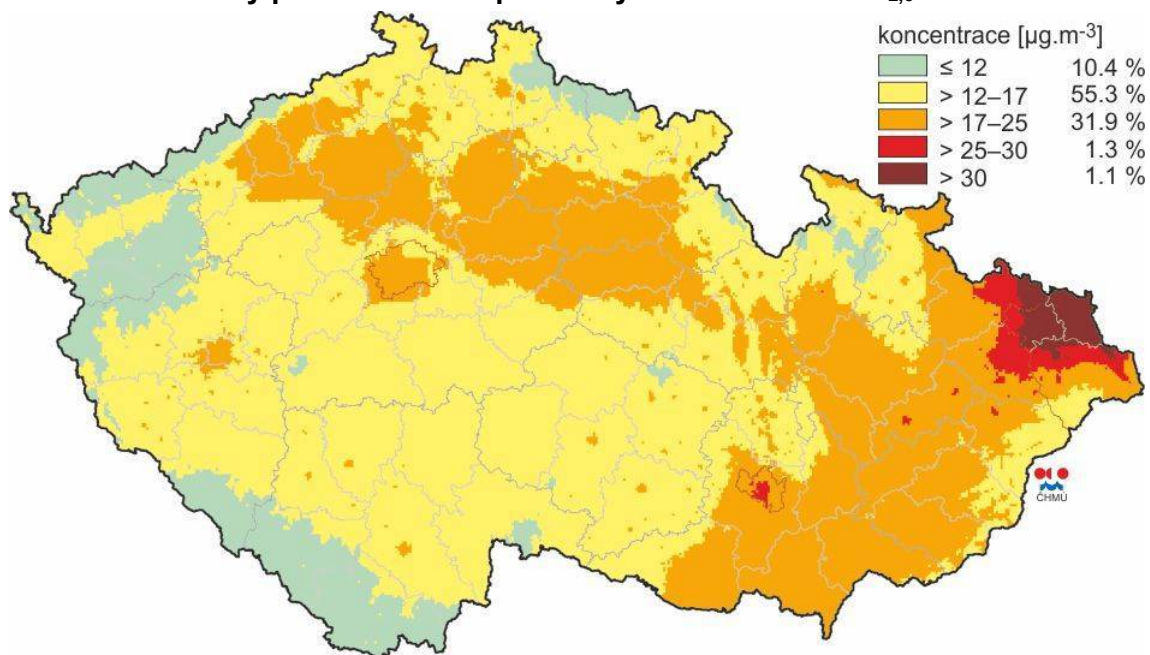 koncentrace [µg.m⁻³]
≤ 12 10.4 %
> 12–17 55.3 %
> 17–25 31.9 %
> 25–30 1.3 %
> 30 1.1 %
ČHMÚ